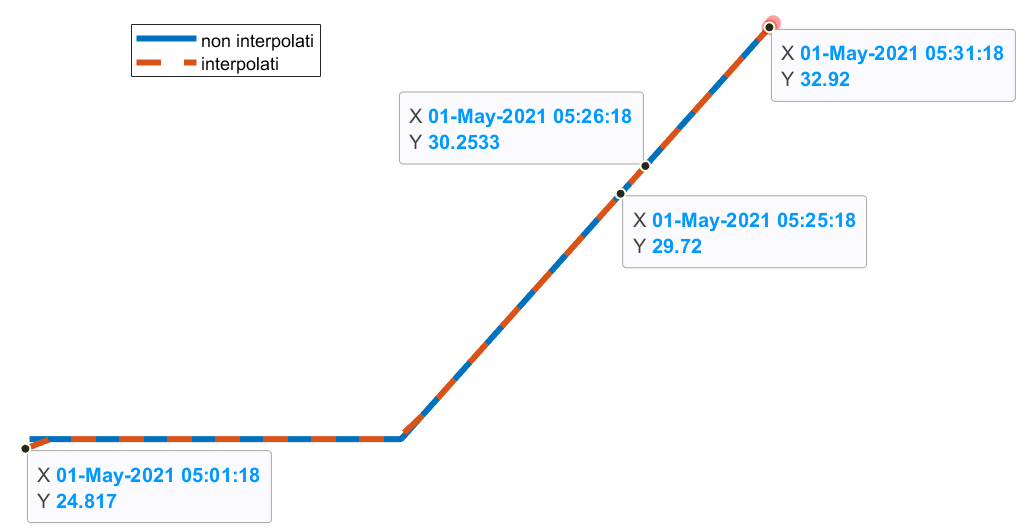 non interpolati
interpolati
X 01-May-2021 05:31:18
Y 32.92
X 01-May-2021 05:26:18
Y 30.2533
X 01-May-2021 05:25:18
Y 29.72
X 01-May-2021 05:01:18
Y 24.817